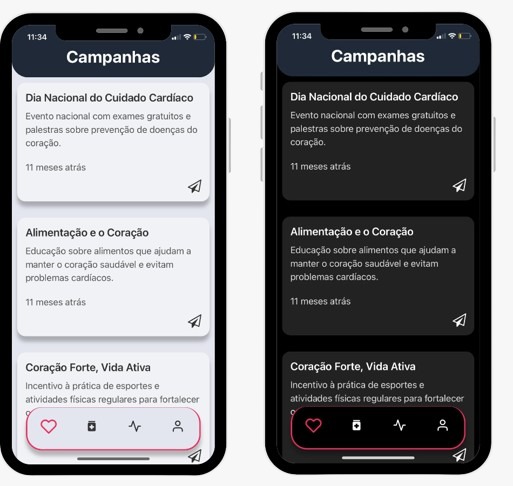 11:34
Campanhas
Dia Nacional do Cuidado Cardíaco
Evento nacional com exames gratuitos e
palestras sobre prevenção de doenças do
coração.
11 meses atrás
Alimentação e o Coração
Educação sobre alimentos que ajudam a
manter o coração saudável e evitam
problemas cardíacos.
11 meses atrás
Coração Forte, Vida Ativa
Incentivo à prática de esportes e
atividades físicas regulares para fortalecer
11:34
Campanhas
Dia Nacional do Cuidado Cardíaco
Evento nacional com exames gratuitos e
palestras sobre prevenção de doenças do
coração.
11 meses atrás
Alimentação e o Coração
Educação sobre alimentos que ajudam a
manter o coração saudável e evitam
problemas cardíacos.
11 meses atrás
Coração Forte, Vida Ativa
Incentivo à prática de esportes e
atividades físicas regulares para fortalecer